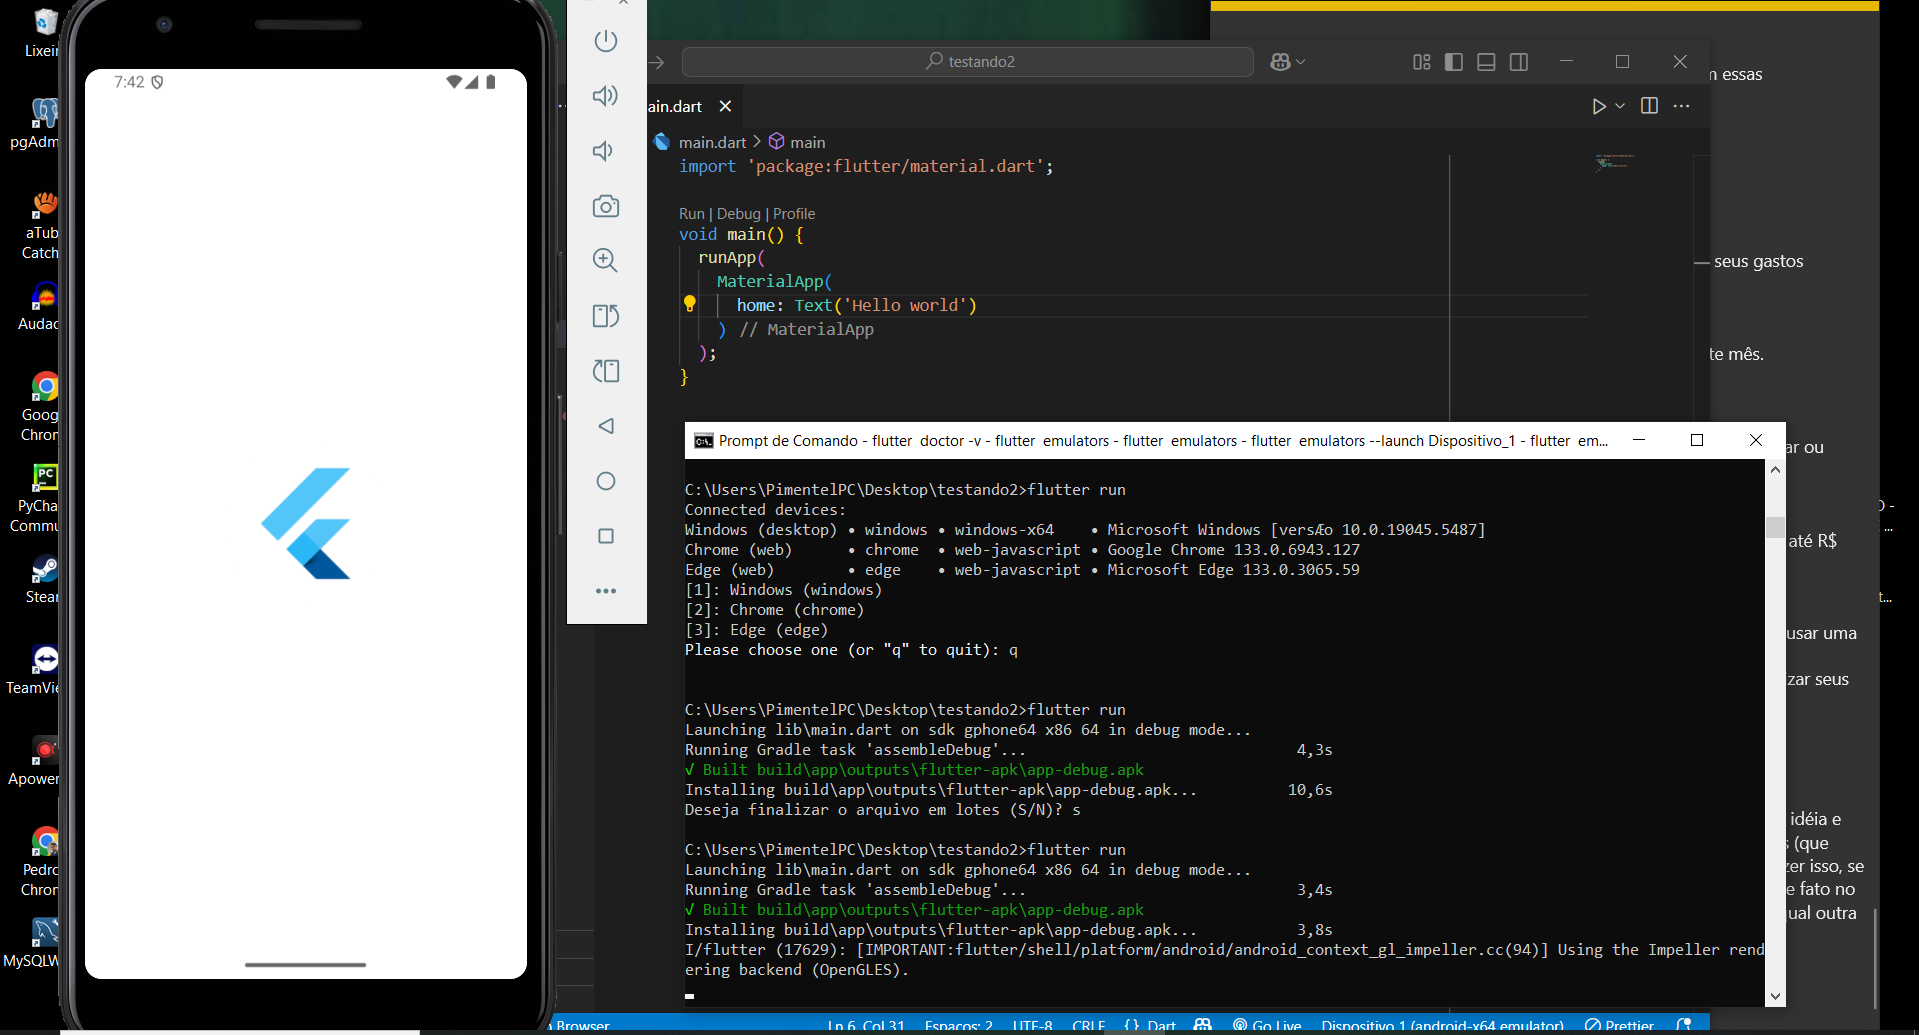 Lixeir
pgAdm
aTub
Catch
Audac
Goog
Chron
PC
PyCha
Commu
Stear
TeamVie
Apower
Pedro
Chron
MySQLW
7:42
testando2
ain.dart
main.dart > main
import 'package:flutter/material.dart';
Run | Debug | Profile
void main() {
runApp(
MaterialApp(
home: Text('Hello world')
) // MaterialApp
);
}
Prompt de Comando - flutter doctor -v - flutter emulators - flutter emulators - flutter emulators --launch Dispositivo_1 - flutter em...
C:\Users\PimentelPC\Desktop\testando2>flutter run
Connected devices:
Windows (desktop) • windows • windows-x64 • Microsoft Windows [versÆo 10.0.19045.5487]
Chrome (web) • chrome • web-javascript • Google Chrome 133.0.6943.127
Edge (web) • edge • web-javascript • Microsoft Edge 133.0.3065.59
[1]: Windows (windows)
[2]: Chrome (chrome)
[3]: Edge (edge)
Please choose one (or "q" to quit): q
C:\Users\PimentelPC\Desktop\testando2>flutter run
Launching lib\main.dart on sdk gphone64 x86 64 in debug mode...
Running Gradle task 'assembleDebug'... 4,3s
√ Built build\app\outputs\flutter-apk\app-debug.apk
Installing build\app\outputs\flutter-apk\app-debug.apk... 10,6s
Deseja finalizar o arquivo em lotes (S/N)? s
C:\Users\PimentelPC\Desktop\testando2>flutter run
Launching lib\main.dart on sdk gphone64 x86 64 in debug mode...
Running Gradle task 'assembleDebug'... 3,4s
√ Built build\app\outputs\flutter-apk\app-debug.apk
Installing build\app\outputs\flutter-apk\app-debug.apk... 3,8s
I/flutter (17629): [IMPORTANT:flutter/shell/platform/android/android_context_gl_impeller.cc(94)] Using the Impeller rend
ering backend (OpenGLES).
Browser Ln 6, Col 31 Espaços: 2 UTF-8 CRLF {} Dart Go Live Dispositivo 1 (android-x64 emulator) Prettier
essas
seus gastos
te mês.
ar ou
até R$
usar uma
zar seus
idéia e
(que
zer isso, se
e fato no
ual outra